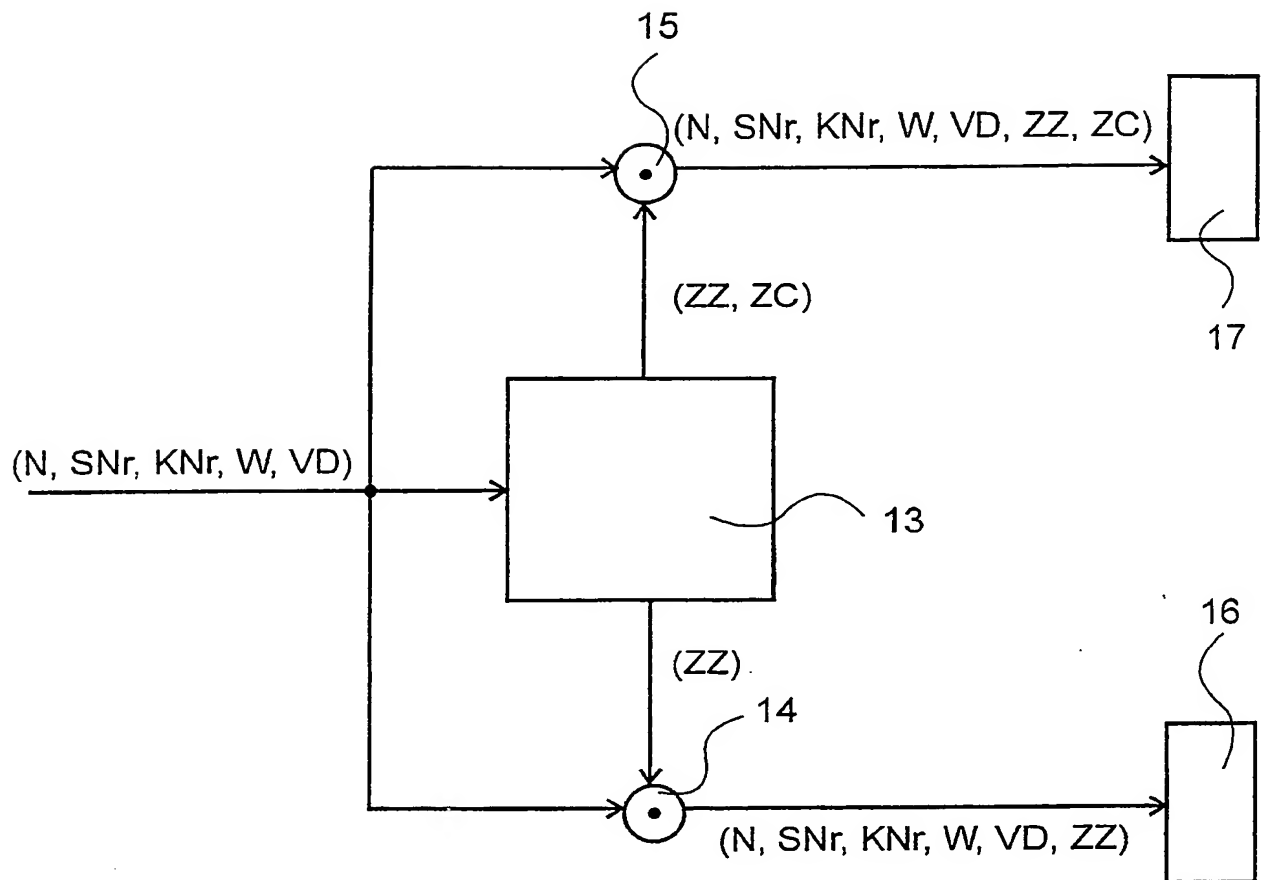 15
(N, SNr, KNr, W, VD, ZZ, ZC)
17
(ZZ, ZC)
(N, SNr, KNr, W, VD)
13
(ZZ)
16
14
(N, SNr, KNr, W, VD, ZZ)